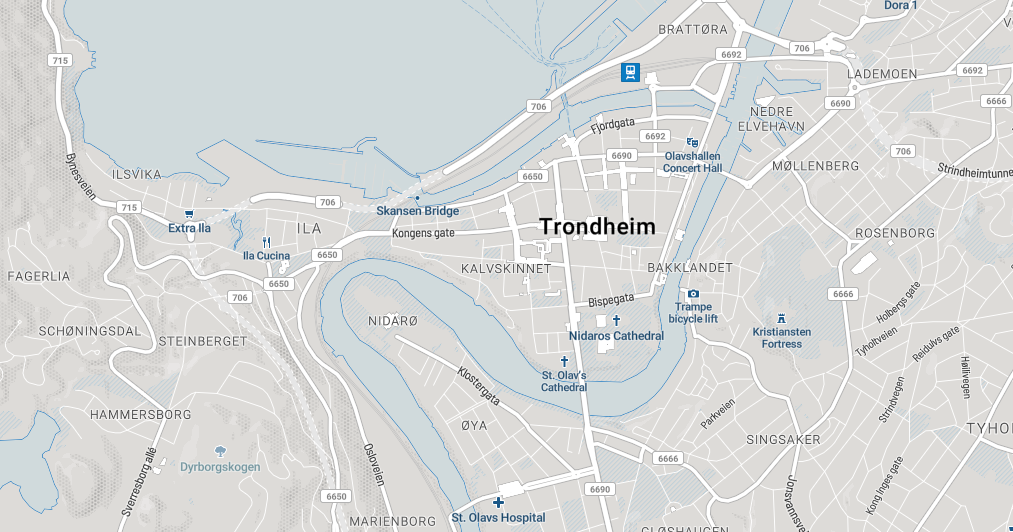 Dora 1
BRATTØRA
6692
706
715
LADEMOEN
6692
6690
6666
706
NEDRE
ELVEHAVN
Fjordgata
6692
706
Olavshallen
Concert Hall
6690
MØLLENBERG
Strindheimtunne
Bynesveien
ILSVIKA
6650
715
706
Skansen Bridge
Extra Ila
ILA
Kongens gate
Trondheim
ROSENBORG
Ila Cucina
6650
KALVSKINNET
BAKKLANDET
FAGERLIA
6650
706
Bispegata
Trampe
bicycle lift
6666
Holbergs gate
NIDARØ
SCHØNINGSDAL
STEINBERGET
Nidaros Cathedral
Kristiansten
Fortress
Tyholtveien
Reidulvs gate
St. Olav's
Cathedral
Klostergata
Høilivegen
Strindvegen
HAMMERSBORG
Parkveien
ØYA
SINGSAKER
TYHOL
Dyrborgskogen
Sverresborg allé
Osloveien
6666
Kong Inges gate
Jonsvannsve
6650
6690
MARIENBORG
St. Olavs Hospital
GLØSHAUGEN